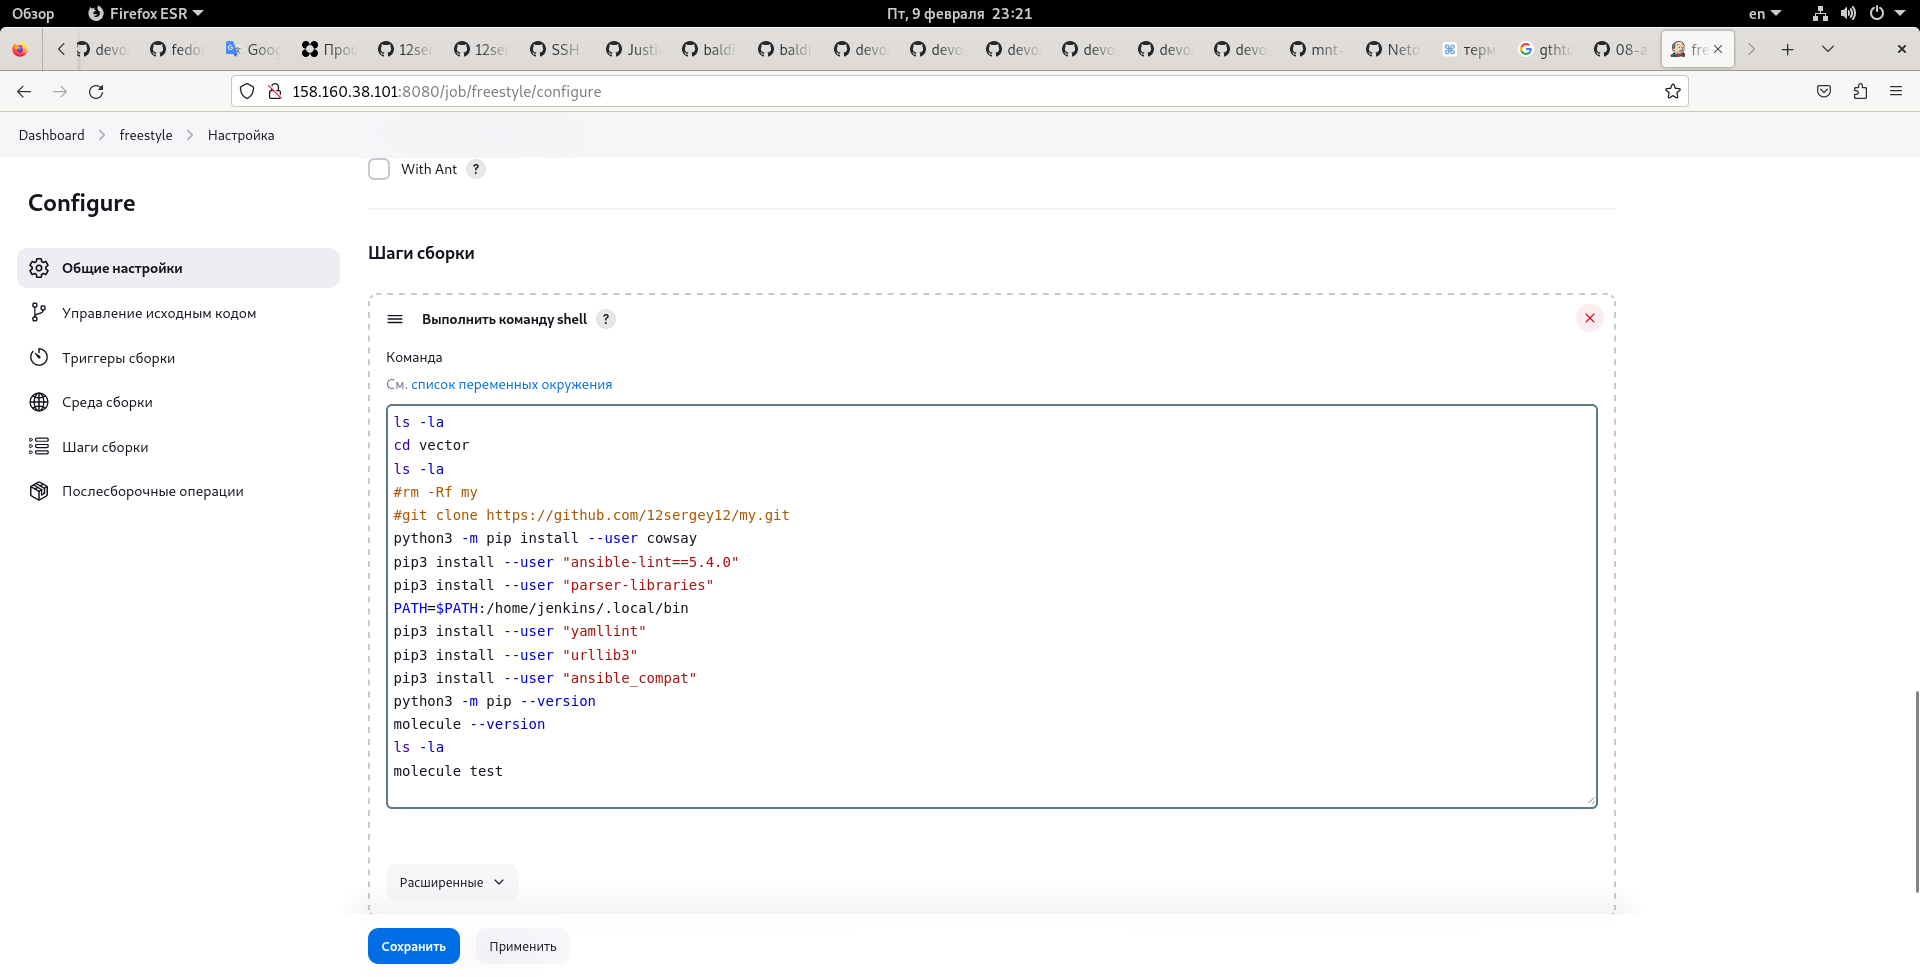 Обзор
Firefox ESR
Пт, 9 февраля 23:21
en
devo
fedo
Goog
Прос
12ser
12ser
SSH
Justi
baldi
baldi
devo
devo
devo
devo
devo
devo
mnt-
Neto
терм
gthto
08-a
fre
158.160.38.101:8080/job/freestyle/configure
Dashboard
freestyle
Настройка
With Ant ?
Configure
Общие настройки
Управление исходным кодом
Триггеры сборки
Среда сборки
Шаги сборки
Послесборочные операции
Шаги сборки
Выполнить команду shell ?
Команда
См. список переменных окружения
ls -la
cd vector
ls -la
#rm -Rf my
#git clone https://github.com/12sergey12/my.git
python3 -m pip install --user cowsay
pip3 install --user "ansible-lint==5.4.0"
pip3 install --user "parser-libraries"
PATH=$PATH:/home/jenkins/.local/bin
pip3 install --user "yamllint"
pip3 install --user "urllib3"
pip3 install --user "ansible_compat"
python3 -m pip --version
molecule --version
ls -la
molecule test
Расширенные
Сохранить
Применить